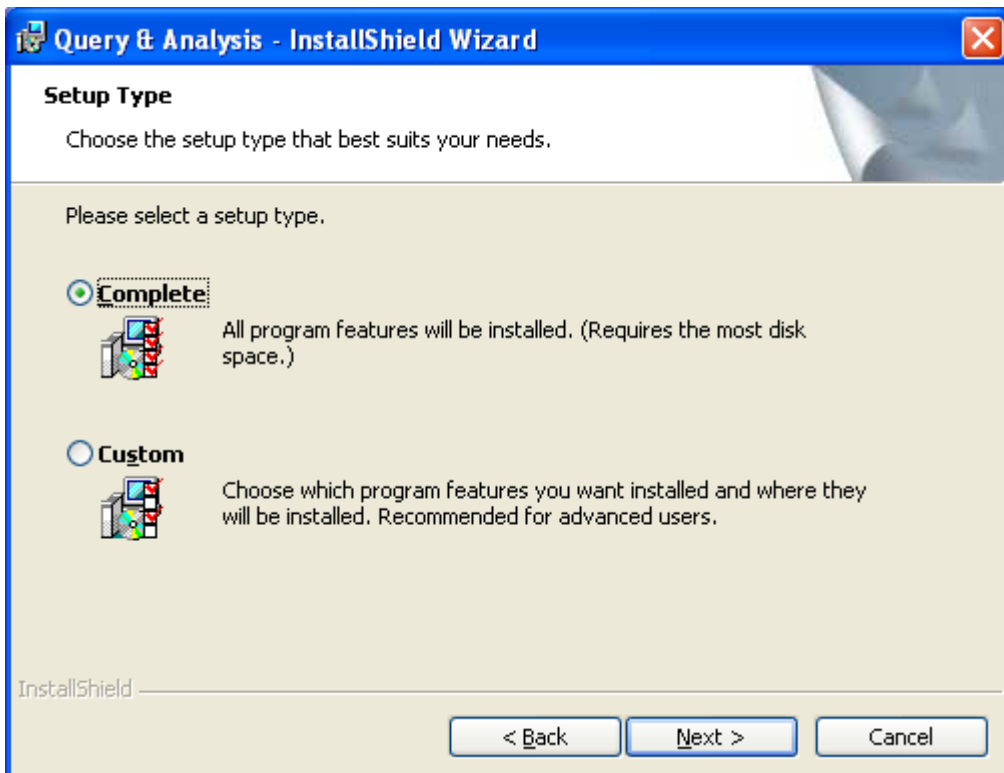 Query & Analysis - InstallShield Wizard
Setup Type
Choose the setup type that best suits your needs.
Please select a setup type.
Complete
All program features will be installed. (Requires the most disk
space.)
Custom
Choose which program features you want installed and where they
will be installed. Recommended for advanced users.
InstallShield
< Back Next > Cancel